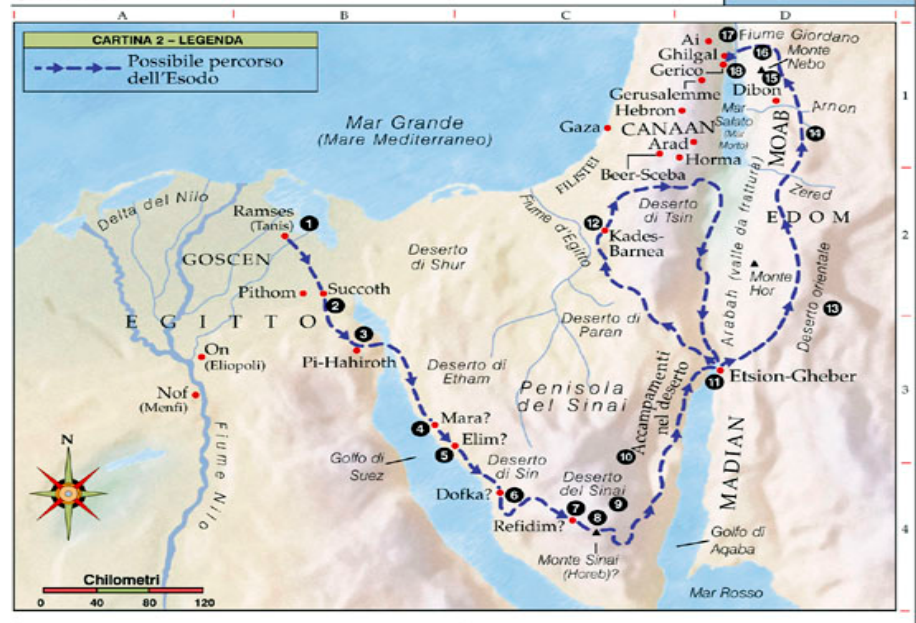 A
B
C
D
CARTINA 2 – LEGENDA
Possibile percorso
dell'Esodo
Mar Grande
(Mare Mediterraneo)
Ai
Ghilgal
Gerico
Gerusalemme
Hebron
Gaza
CANAAN
Arad
Horma
Beer-Sceba
FILISTEI
17
Fiume Giordano
16
Monte
Nebo
18
15
Dibon
Mar
Salato
(Mar
Morto)
Arnon
MOAB
14
Zered
EDOM
1
2
3
4
Delta del Nilo
Ramses
(Tanis)
1
GOSCEN
Pithom
Succoth
2
EGITTO
3
Pi-Hahiroth
On
(Eliopoli)
Nof
(Menfi)
Fiume Nilo
Deserto
di Shur
Fiume
d'Egitto
12
Kades-
Barnea
Deserto
di Tsin
Arabah (valle da frattura)
Monte
Hor
Deserto orientale
13
Deserto di
Paran
Deserto di
Etham
Penisola
del Sinai
Accampamenti
nel deserto
11
Etsion-Gheber
4
Mara?
5
Elim?
Golfo di
Suez
Deserto
di Sin
Dofka?
6
10
Deserto
del Sinai
9
7
8
Refidim?
Monte Sinai
(Horeb)?
MADIAN
Golfo di
Aqaba
Mar Rosso
N
Chilometri
0 40 80 120